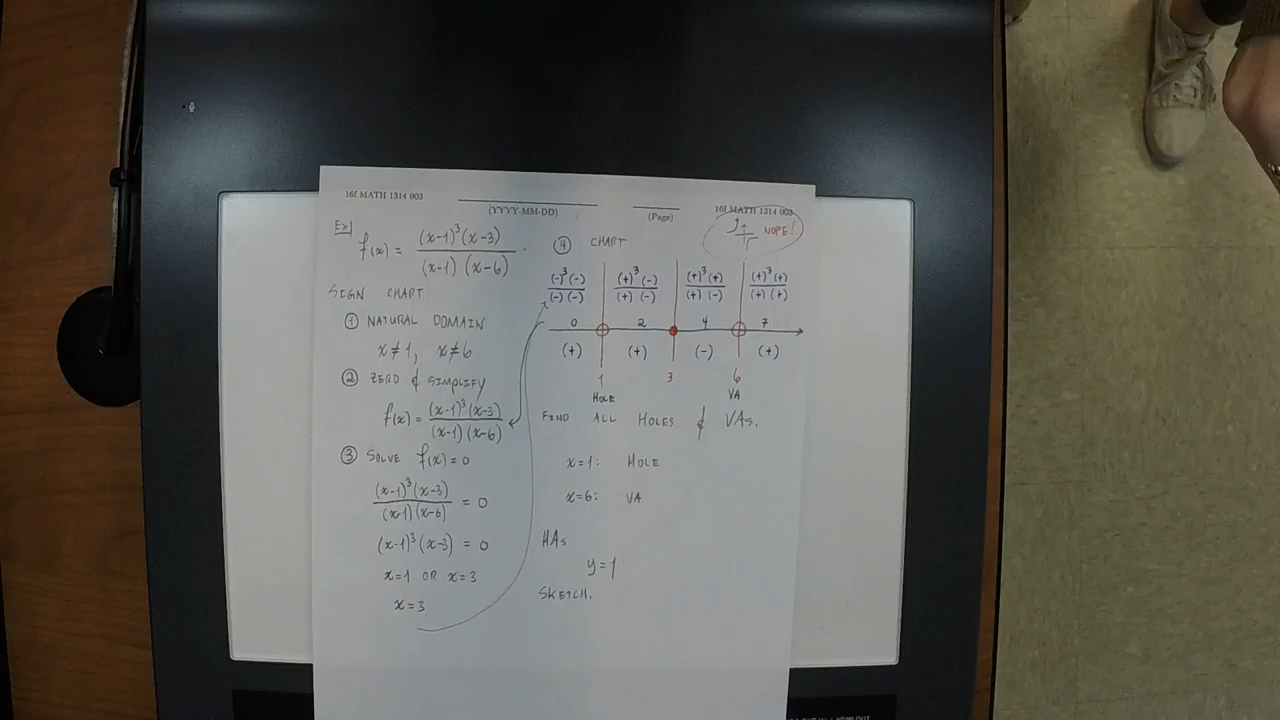 16f MATH 1314 003
(YYYY-MM-DD)
(Page)
16f MATH 1314 003
Ex) f(x) = (x-1)³(x-3) / (x-1)(x-6)
SIGN CHART
① NATURAL DOMAIN
x≠1, x≠6
② ZERO & SIMPLIFY
f(x) = (x-1)³(x-3) / (x-1)(x-6)
③ SOLVE f(x)=0
(x-1)³(x-3) / (x-1)(x-6) = 0
(x-1)³(x-3) = 0
x=1 OR x=3
x=3
④ CHART
NOPE!
(-)³(-) / (-)(-) (+)³(-) / (+)(-) (+)³(+) / (+)(-) (+)³(+) / (+)(+)
0 2 4 7
(+) (+) (-) (+)
1 3 6
HOLE VA
FIND ALL HOLES & VAs.
x=1: HOLE
x=6: VA
HAs
y=1
SKETCH.